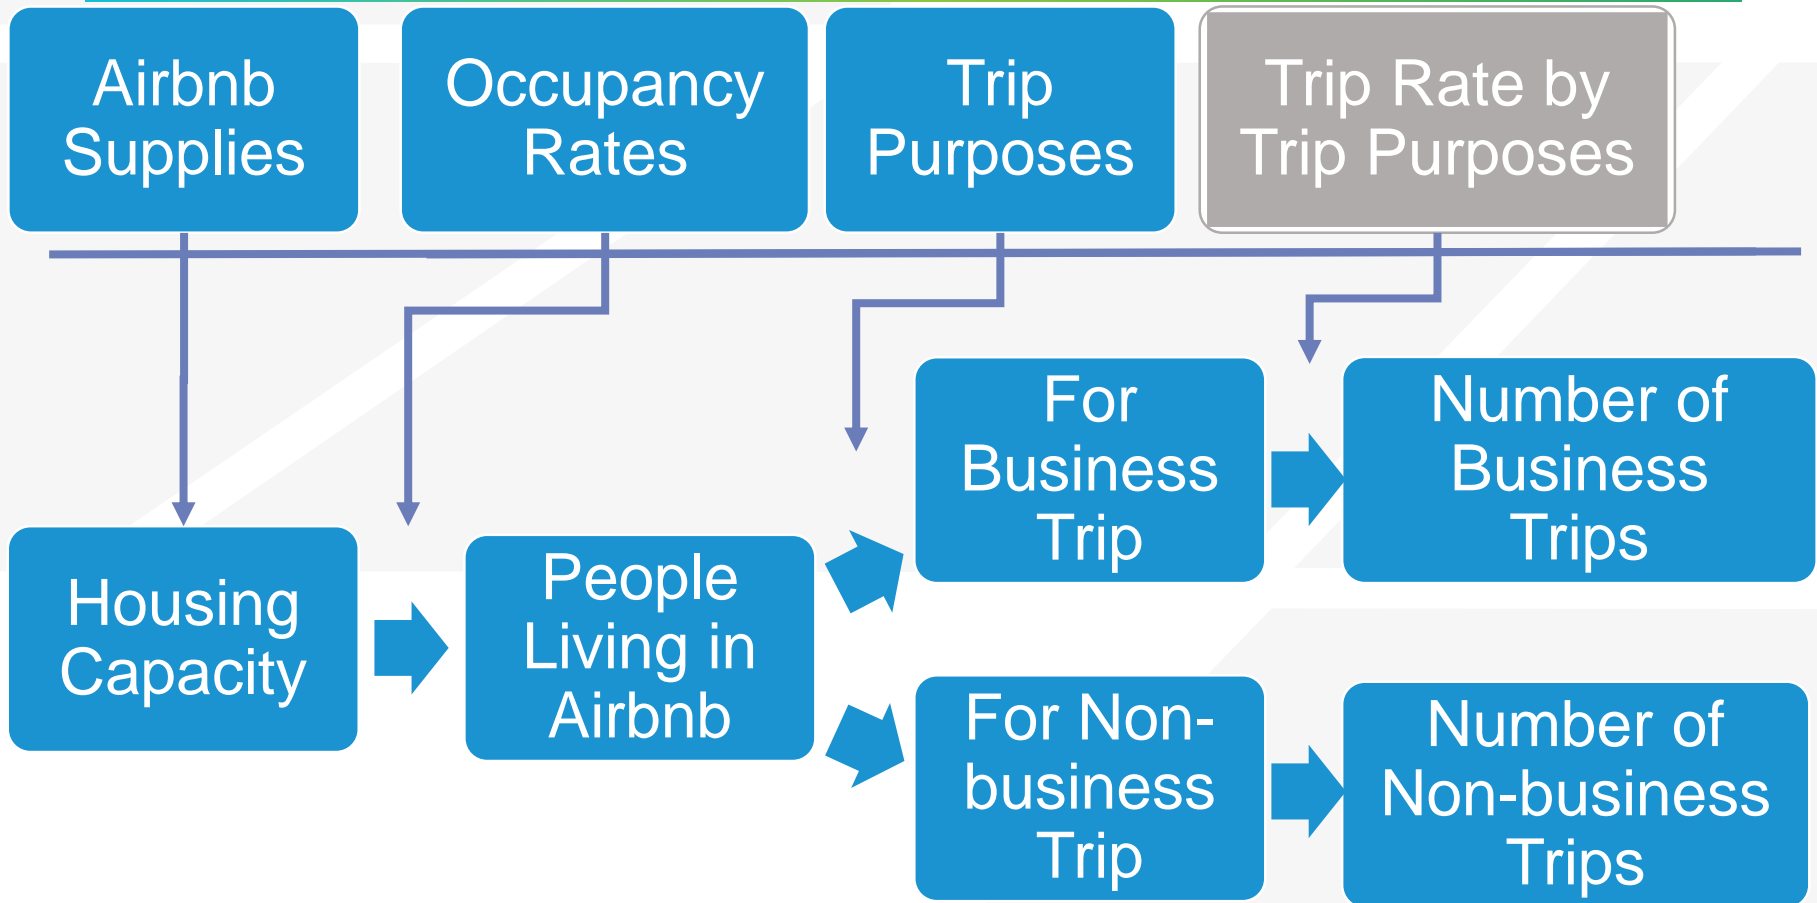 Airbnb
Supplies
Occupancy
Rates
Trip
Purposes
Trip Rate by
Trip Purposes
Housing
Capacity
People
Living in
Airbnb
For
Business
Trip
Number of
Business
Trips
For Non-
business
Trip
Number of
Non-business
Trips